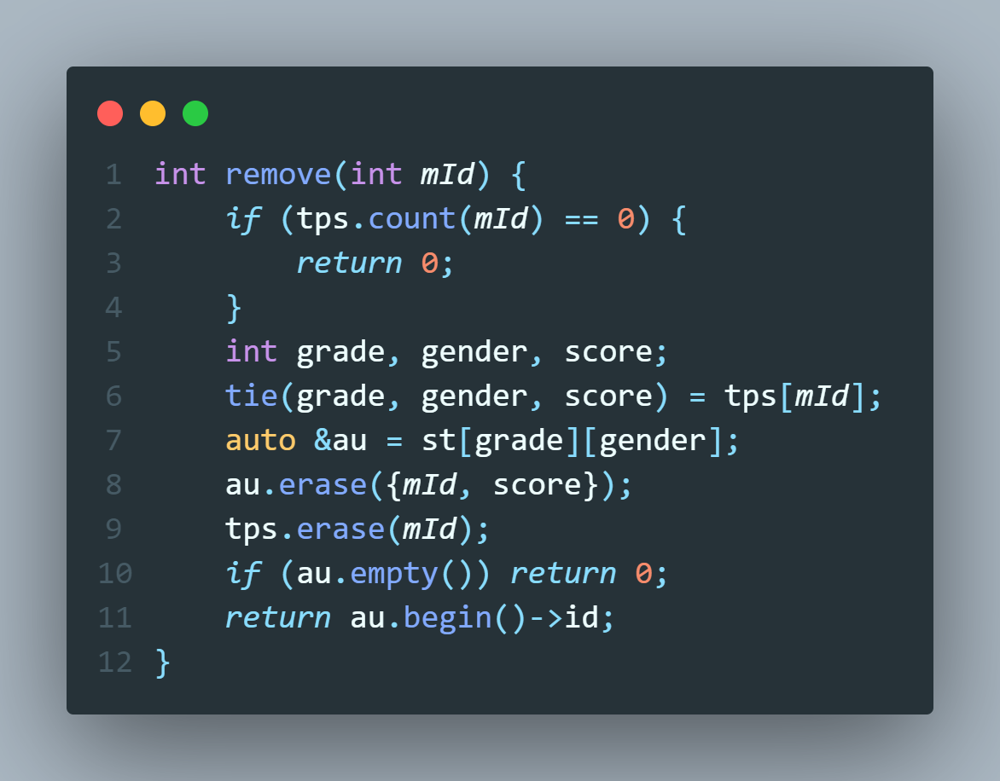 1 int remove(int mId) {
2     if (tps.count(mId) == 0) {
3         return 0;
4     }
5     int grade, gender, score;
6     tie(grade, gender, score) = tps[mId];
7     auto &au = st[grade][gender];
8     au.erase({mId, score});
9     tps.erase(mId);
10     if (au.empty()) return 0;
11     return au.begin()->id;
12 }